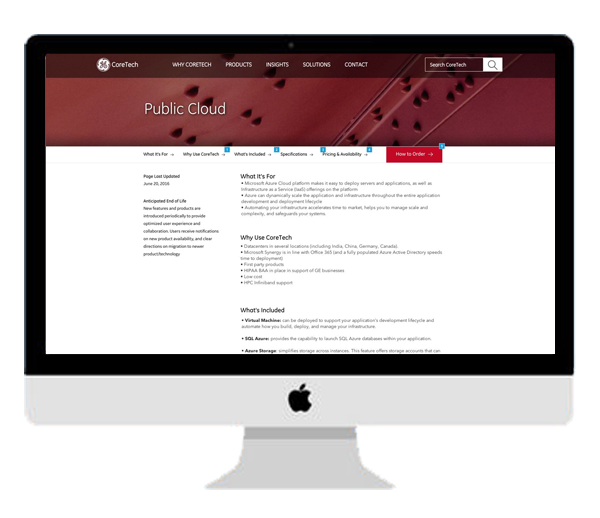 CoreTech
WHY CORETECH PRODUCTS INSIGHTS SOLUTIONS CONTACT
Search CoreTech
Public Cloud
What It's For → Why Use CoreTech → What's Included → Specifications → Pricing & Availability → How to Order →
Page Last Updated
June 20, 2016
Anticipated End of Life
New features and products are
introduced periodically to provide
optimized user experience and
collaboration. Users receive notifications
on new product availability, and clear
directions on migration to newer
product/technology
What It's For
• Microsoft Azure Cloud platform makes it easy to deploy servers and applications, as well as
Infrastructure as a Service (IaaS) offerings on the platform
• Azure can dynamically scale the application and infrastructure throughout the entire application
development and deployment lifecycle
• Automating your infrastructure accelerates time to market, helps you to manage scale and
complexity, and safeguards your systems.
Why Use CoreTech
• Datacenters in several locations (including India, China, Germany, Canada).
• Microsoft Synergy is in line with Office 365 (and a fully populated Azure Active Directory speeds
time to deployment)
• First party products
• HIPAA BAA in place in support of GE businesses
• Low cost
• HPC Infiniband support
What's Included
• Virtual Machine: can be deployed to support your application's development lifecycle and
automate how you build, deploy, and manage your infrastructure.
• SQL Azure: provides the capability to launch SQL Azure databases within your application.
• Azure Storage: simplifies storage across instances. This feature offers storage accounts that can